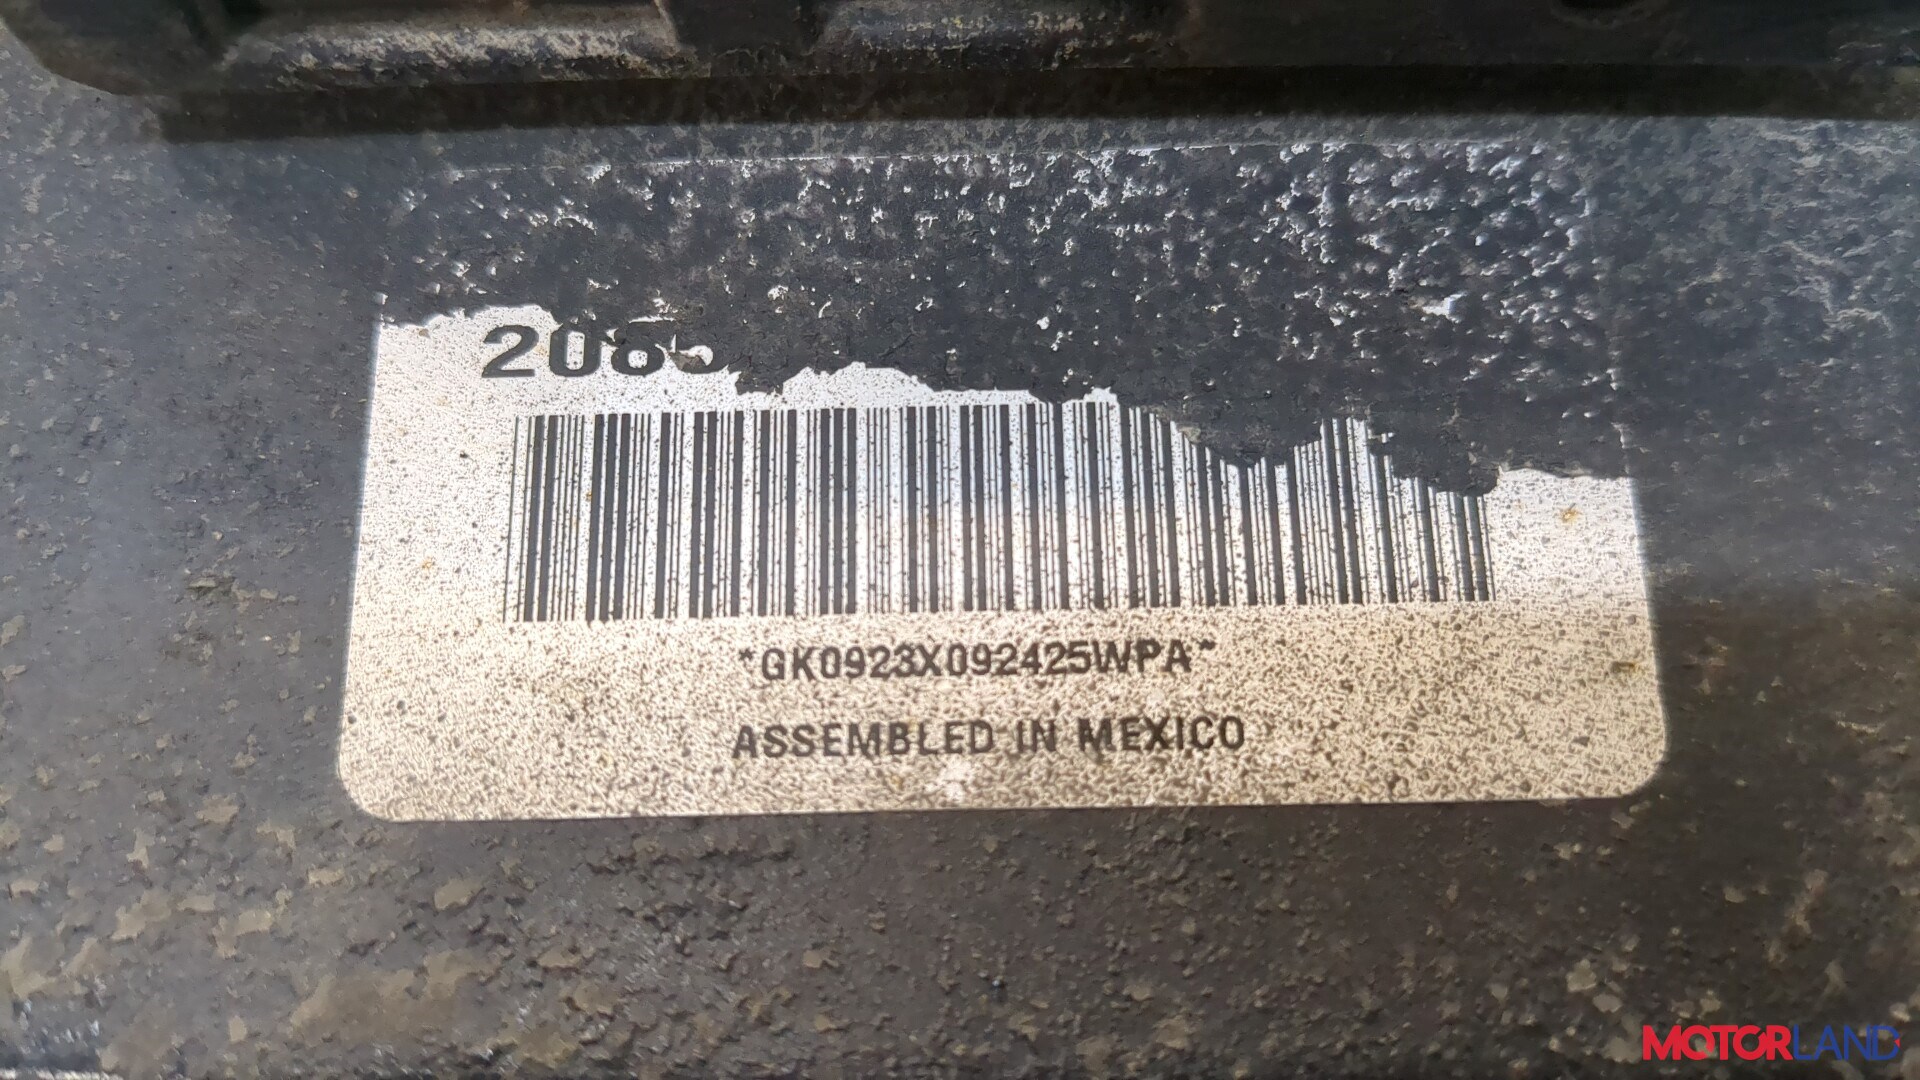 *GK0923X092425WPA*
ASSEMBLED IN MEXICO
MOTORLAND